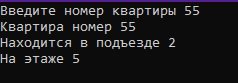 Введите номер квартиры 55
Квартира номер 55
Находится в подъезде 2
На этаже 5